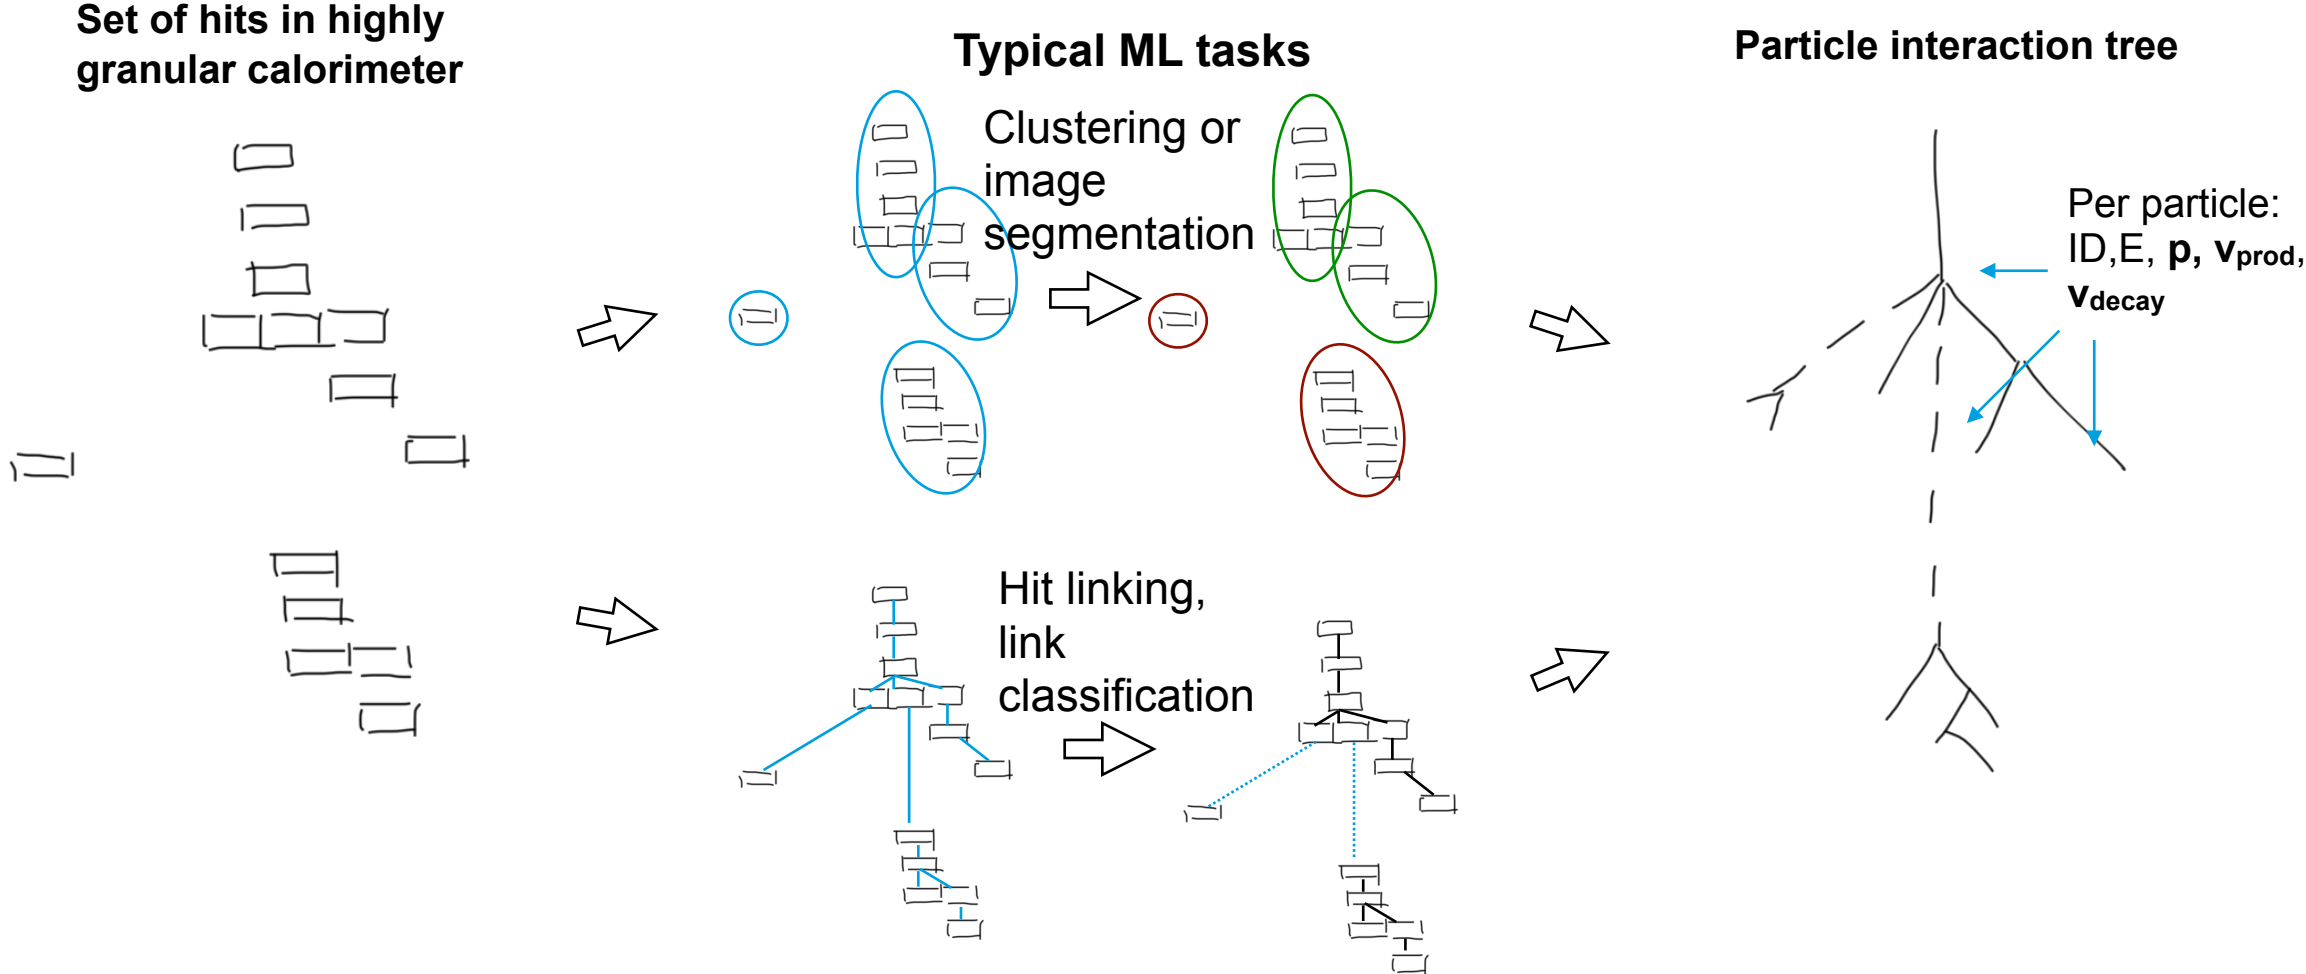 Set of hits in highly
granular calorimeter
Typical ML tasks
Particle interaction tree
Clustering or
image
segmentation
Per particle:
ID,E, p, vprod,
vdecay
Hit linking,
link
classification